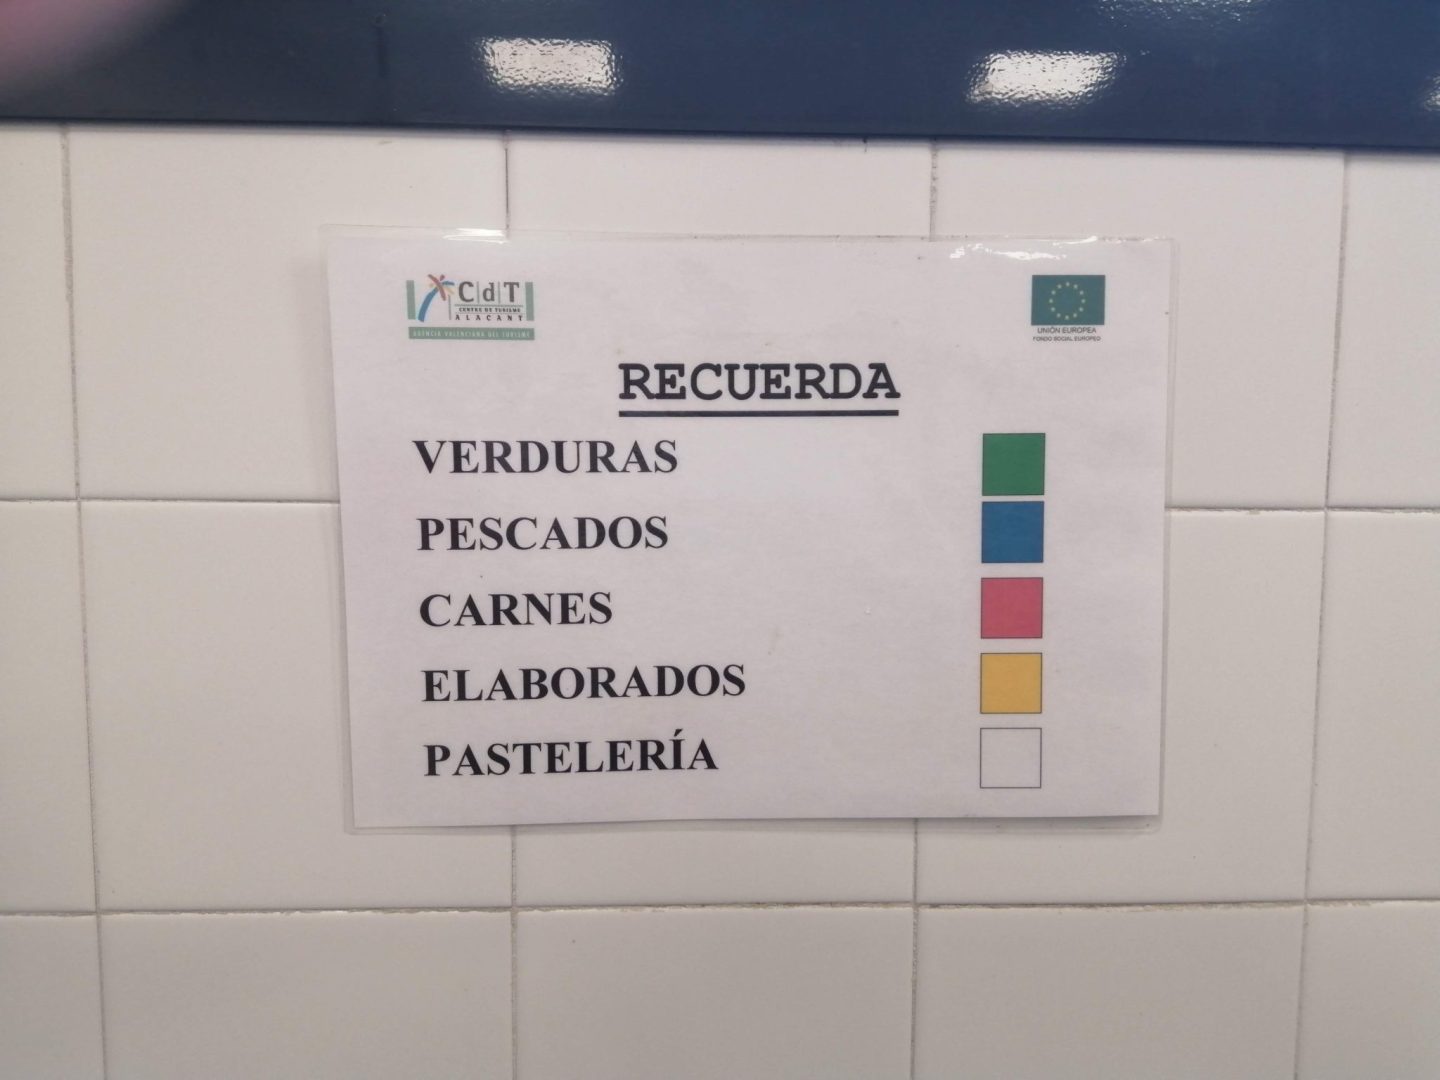 CdT
CENTRE DE TURISME
ALACANT
AGÈNCIA VALENCIANA DEL TURISME
UNIÓN EUROPEA
FONDO SOCIAL EUROPEO
RECUERDA
VERDURAS
PESCADOS
CARNES
ELABORADOS
PASTELERÍA